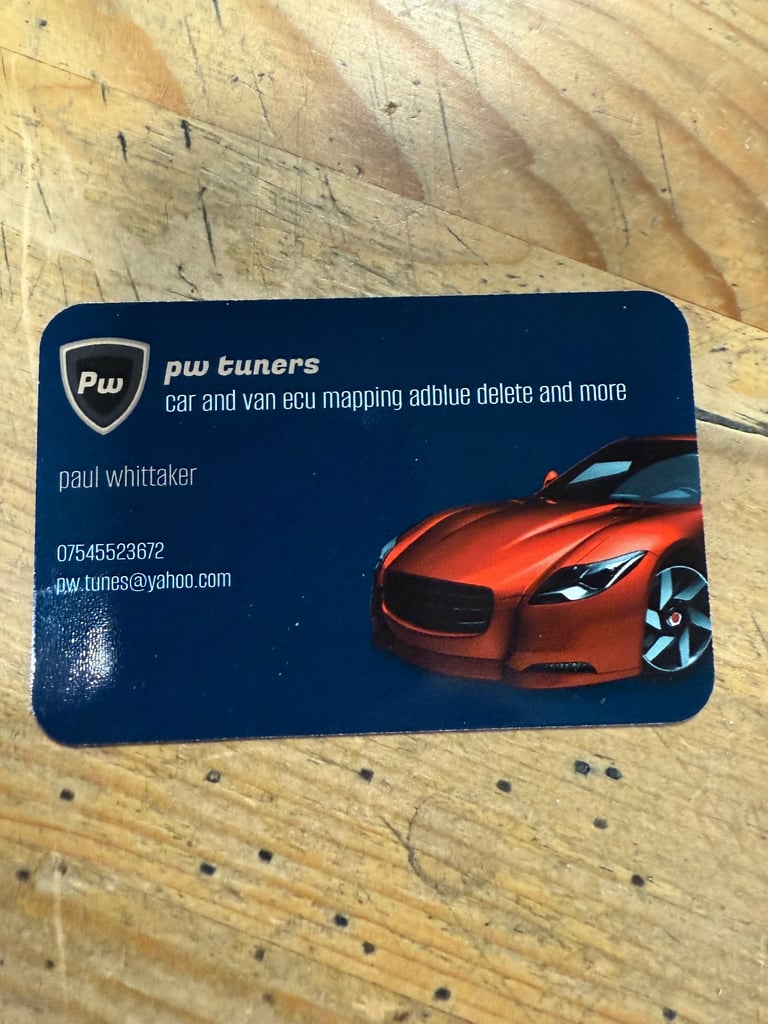 Pw
pw tuners
car and van ecu mapping adblue delete and more
paul whittaker
07545523672
pw.tunes@yahoo.com